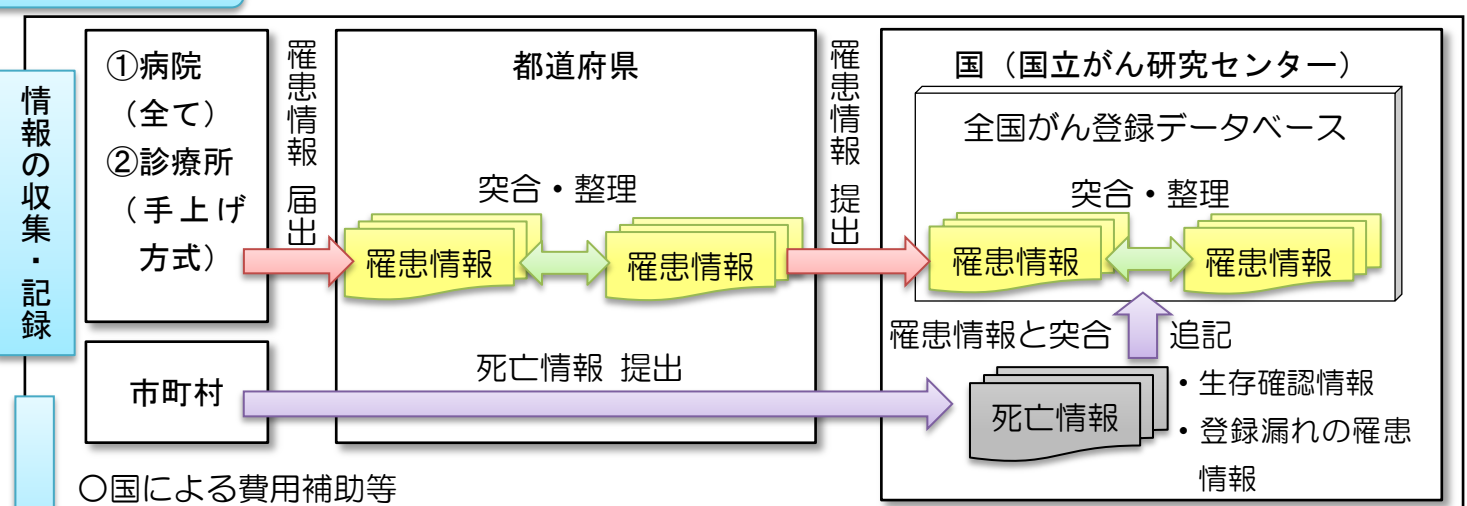 情報の収集・記録
①病院
（全て）
②診療所
（手上げ
方式）
罹患情報 届出
都道府県
突合・整理
罹患情報
罹患情報
罹患情報 提出
国（国立がん研究センター）
全国がん登録データベース
突合・整理
罹患情報
罹患情報
罹患情報と突合
追記
市町村
死亡情報 提出
死亡情報
・生存確認情報
・登録漏れの罹患
情報
〇国による費用補助等